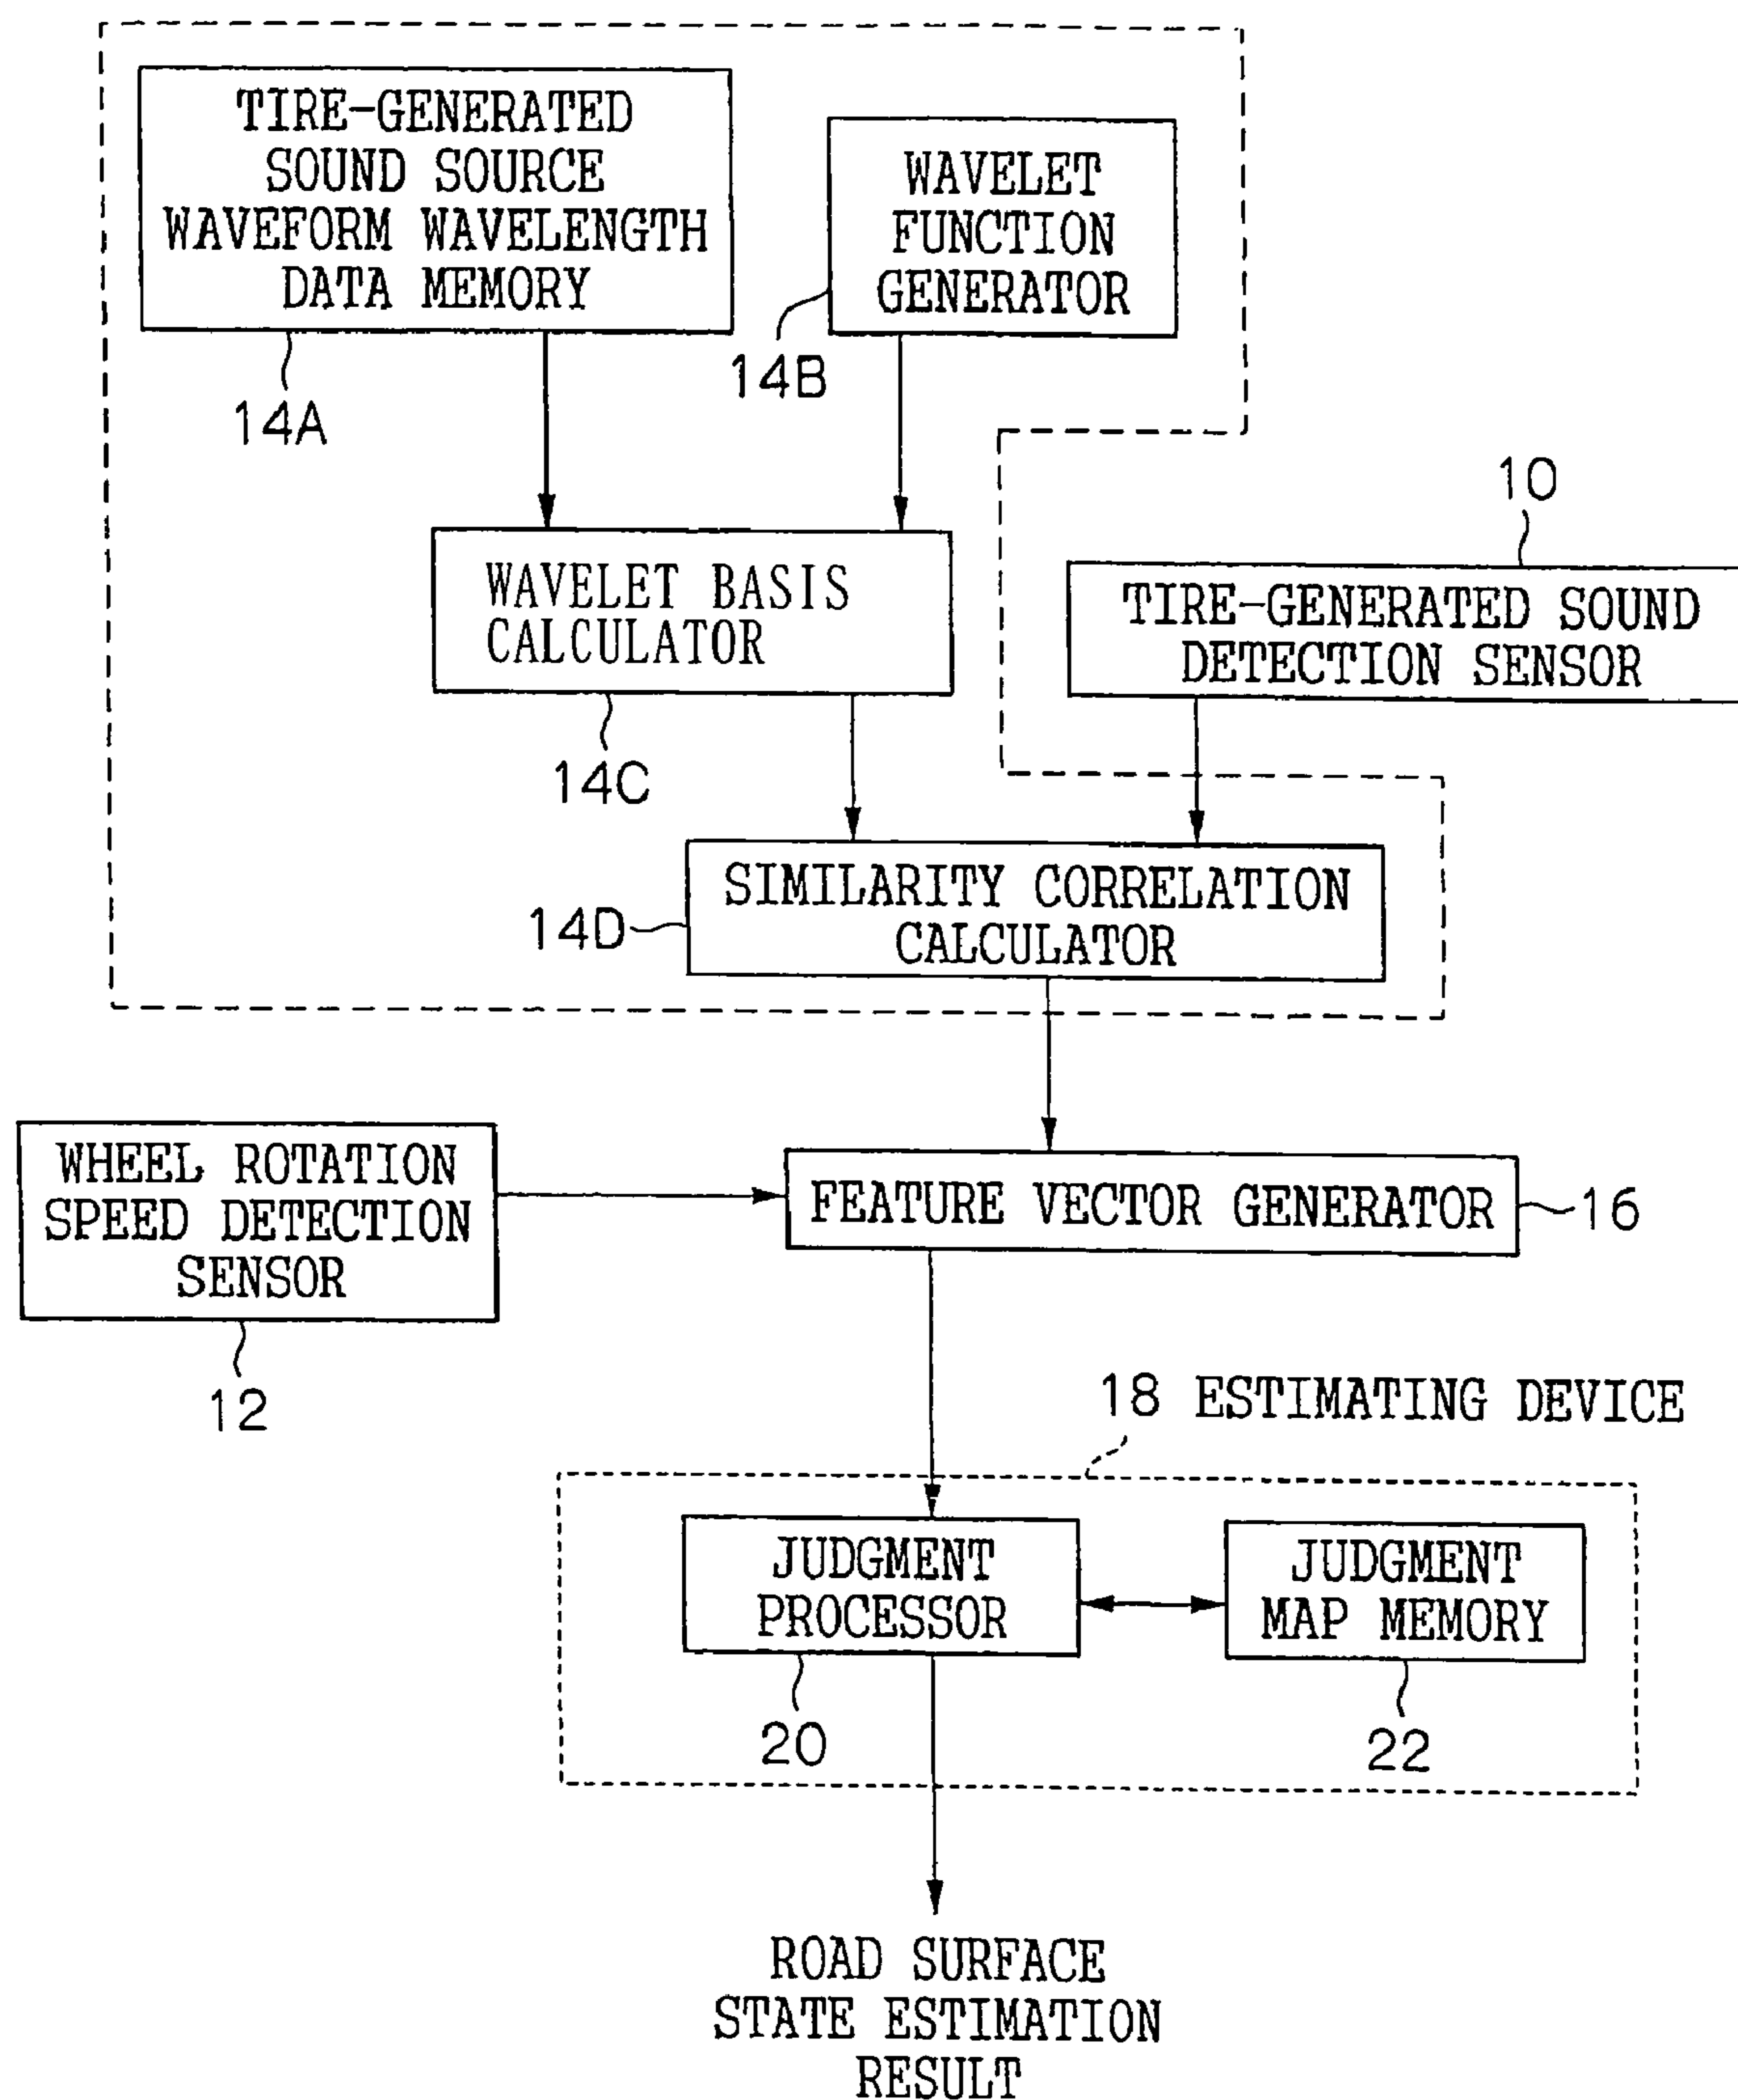 TIRE-GENERATED
SOUND SOURCE
WAVEFORM WAVELENGTH
DATA MEMORY
14A
WAVELET
FUNCTION
GENERATOR
14B
WAVELET BASIS
CALCULATOR
14C
10
TIRE-GENERATED SOUND
DETECTION SENSOR
SIMILARITY CORRELATION
CALCULATOR
14D
WHEEL ROTATION
SPEED DETECTION
SENSOR
12
FEATURE VECTOR GENERATOR
16
18 ESTIMATING DEVICE
JUDGMENT
PROCESSOR
20
JUDGMENT
MAP MEMORY
22
ROAD SURFACE
STATE ESTIMATION
RESULT